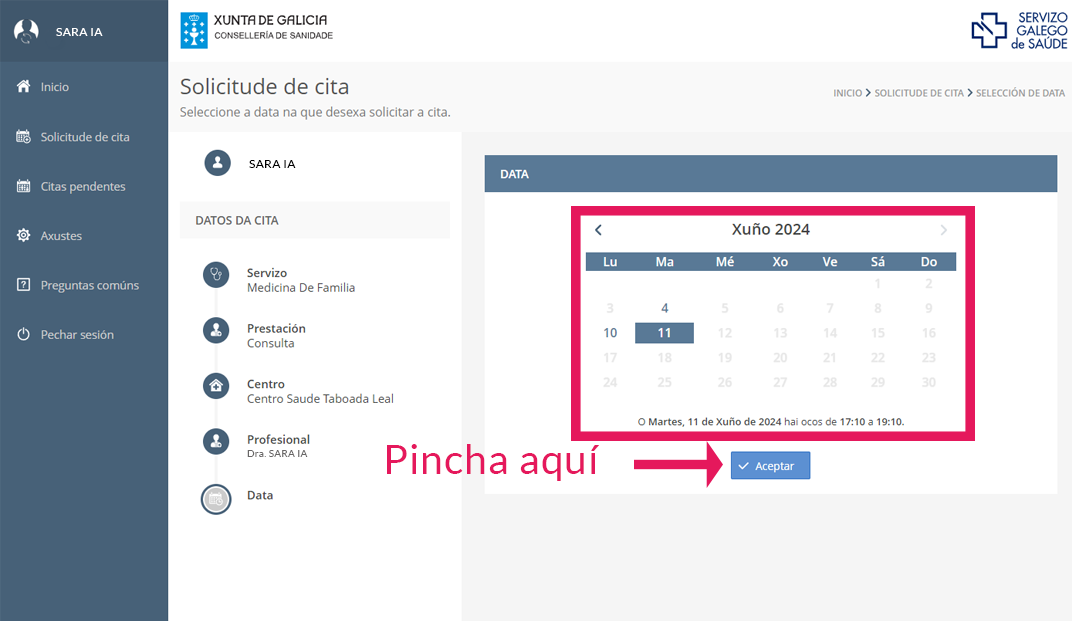 SARA IA
Inicio
Solicitude de cita
Citas pendentes
Axustes
Preguntas comúns
Pechar sesión
XUNTA DE GALICIA
CONSELLERÍA DE SANIDADE
SERVIZO
GALEGO
de SAÚDE
Solicitude de cita
Seleccione a data na que desexa solicitar a cita.
INICIO > SOLICITUDE DE CITA > SELECCIÓN DE DATA
SARA IA
DATOS DA CITA
Servizo
Medicina De Familia
Prestación
Consulta
Centro
Centro Saude Taboada Leal
Profesional
Dra. SARA IA
Data
DATA
Xuño 2024
Lu Ma Mé Xo Ve Sá Do
1 2
3 4 5 6 7 8 9
10 11 12 13 14 15 16
17 18 19 20 21 22 23
24 25 26 27 28 29 30
O Martes, 11 de Xuño de 2024 hai ocos de 17:10 a 19:10.
Pincha aquí
Aceptar